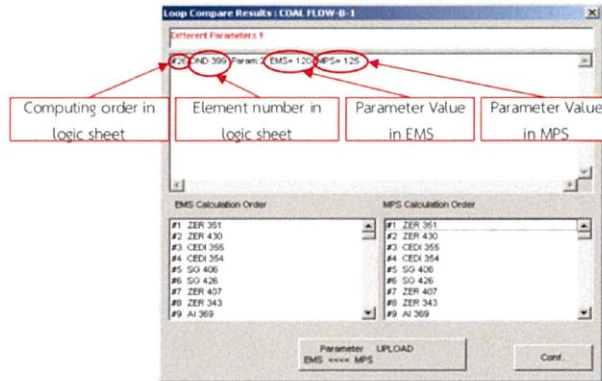 Loop Compare Results : COAL FLOW-B-1
Different Parameters !!
#26 OND 399 Param 2 EMS= 120 MPS= 125
Computing order in
logic sheet
Element number in
logic sheet
Parameter Value
in EMS
Parameter Value
in MPS
EMS Calculation Order
#1 ZER 351
#2 ZER 430
#3 CEDI 355
#4 CEDI 354
#5 SG 406
#6 SG 426
#7 ZER 407
#8 ZER 343
#9 AI 369
MPS Calculation Order
#1 ZER 351
#2 ZER 430
#3 CEDI 355
#4 CEDI 354
#5 SG 406
#6 SG 426
#7 ZER 407
#8 ZER 343
#9 AI 369
Parameter UPLOAD
EMS <<<< MPS
Conf.